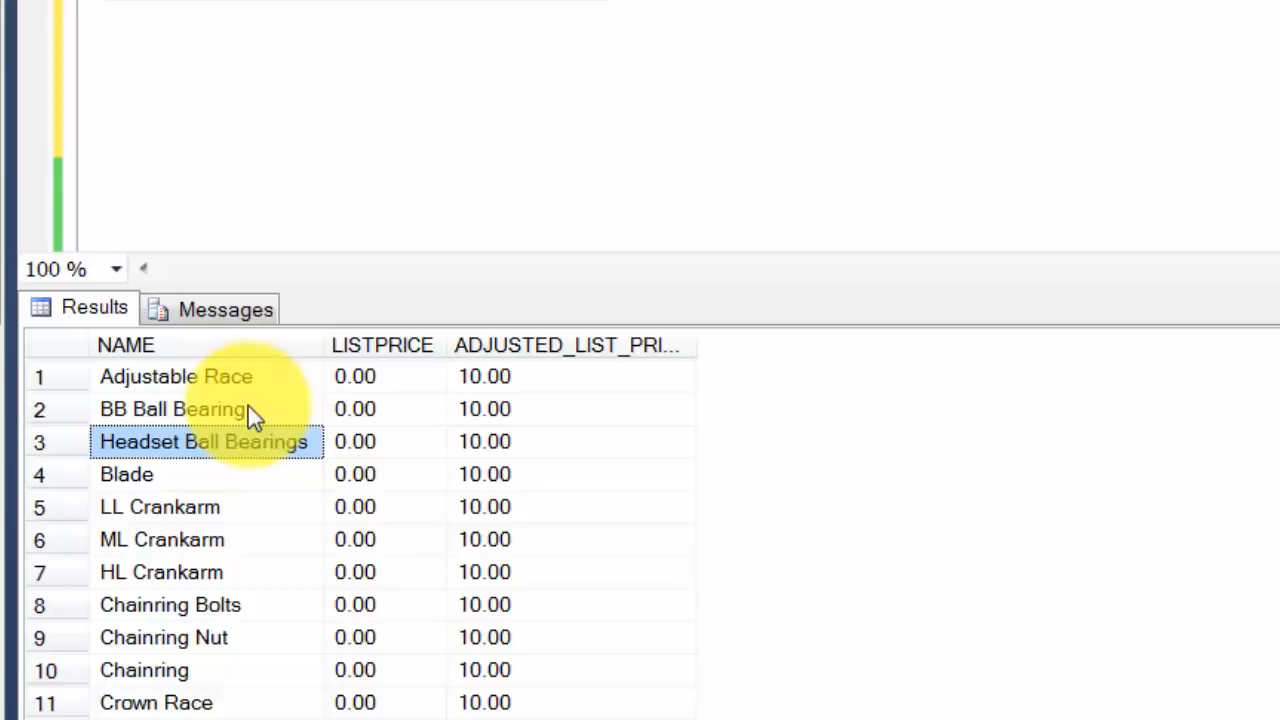 100 %
Results Messages
NAME LISTPRICE ADJUSTED_LIST_PRI...
1 Adjustable Race 0.00 10.00
2 BB Ball Bearing 0.00 10.00
3 Headset Ball Bearings 0.00 10.00
4 Blade 0.00 10.00
5 LL Crankarm 0.00 10.00
6 ML Crankarm 0.00 10.00
7 HL Crankarm 0.00 10.00
8 Chainring Bolts 0.00 10.00
9 Chainring Nut 0.00 10.00
10 Chainring 0.00 10.00
11 Crown Race 0.00 10.00